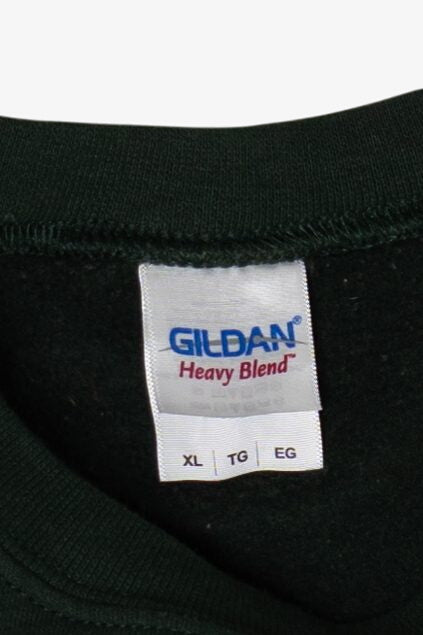 GILDAN®
Heavy Blend™
XL | TG | EG